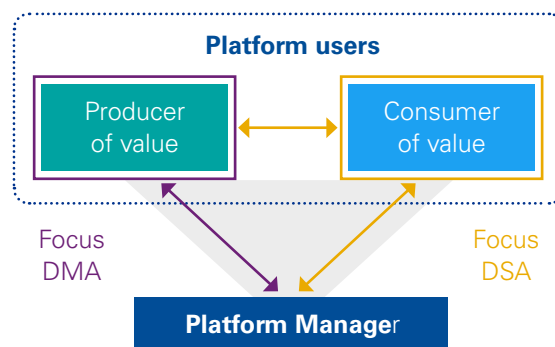 Platform users
Producer
of value
Consumer
of value
Focus
DMA
Focus
DSA
Platform Manager